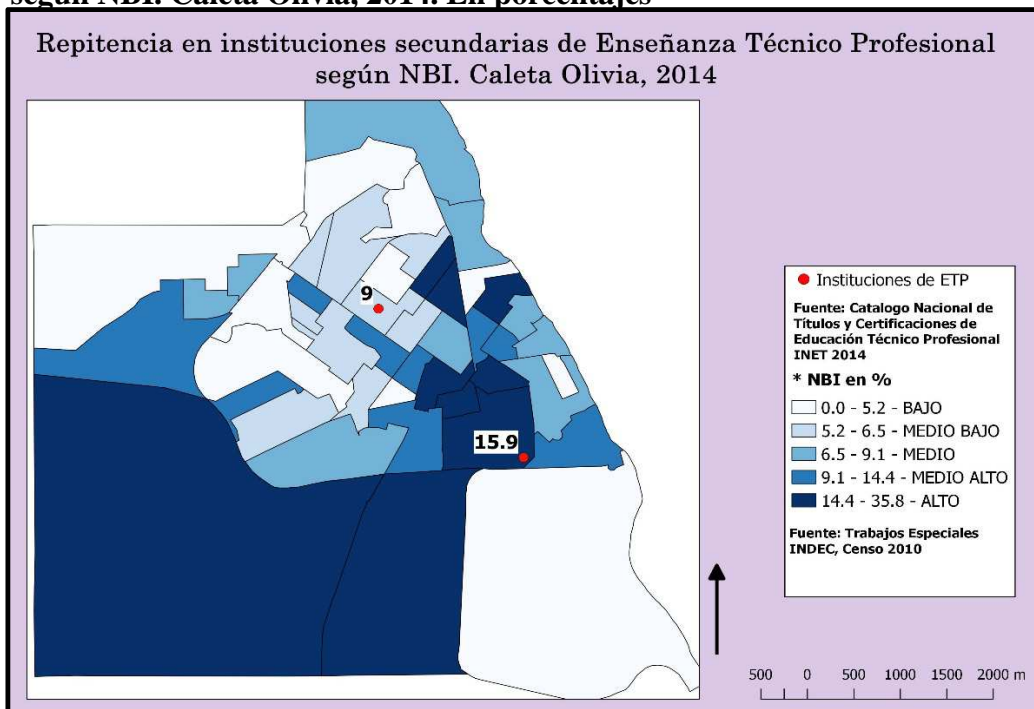 según NBI. Caleta Olivia, 2014. En porcentajes
Repitencia en instituciones secundarias de Enseñanza Técnico Profesional
según NBI. Caleta Olivia, 2014
9
15.9
Instituciones de ETP
Fuente: Catalogo Nacional de
Títulos y Certificaciones de
Educación Técnico Profesional
INET 2014
* NBI en %
0.0 - 5.2 - BAJO
5.2 - 6.5 - MEDIO BAJO
6.5 - 9.1 - MEDIO
9.1 - 14.4 - MEDIO ALTO
14.4 - 35.8 - ALTO
Fuente: Trabajos Especiales
INDEC, Censo 2010
500 0 500 1000 1500 2000 m